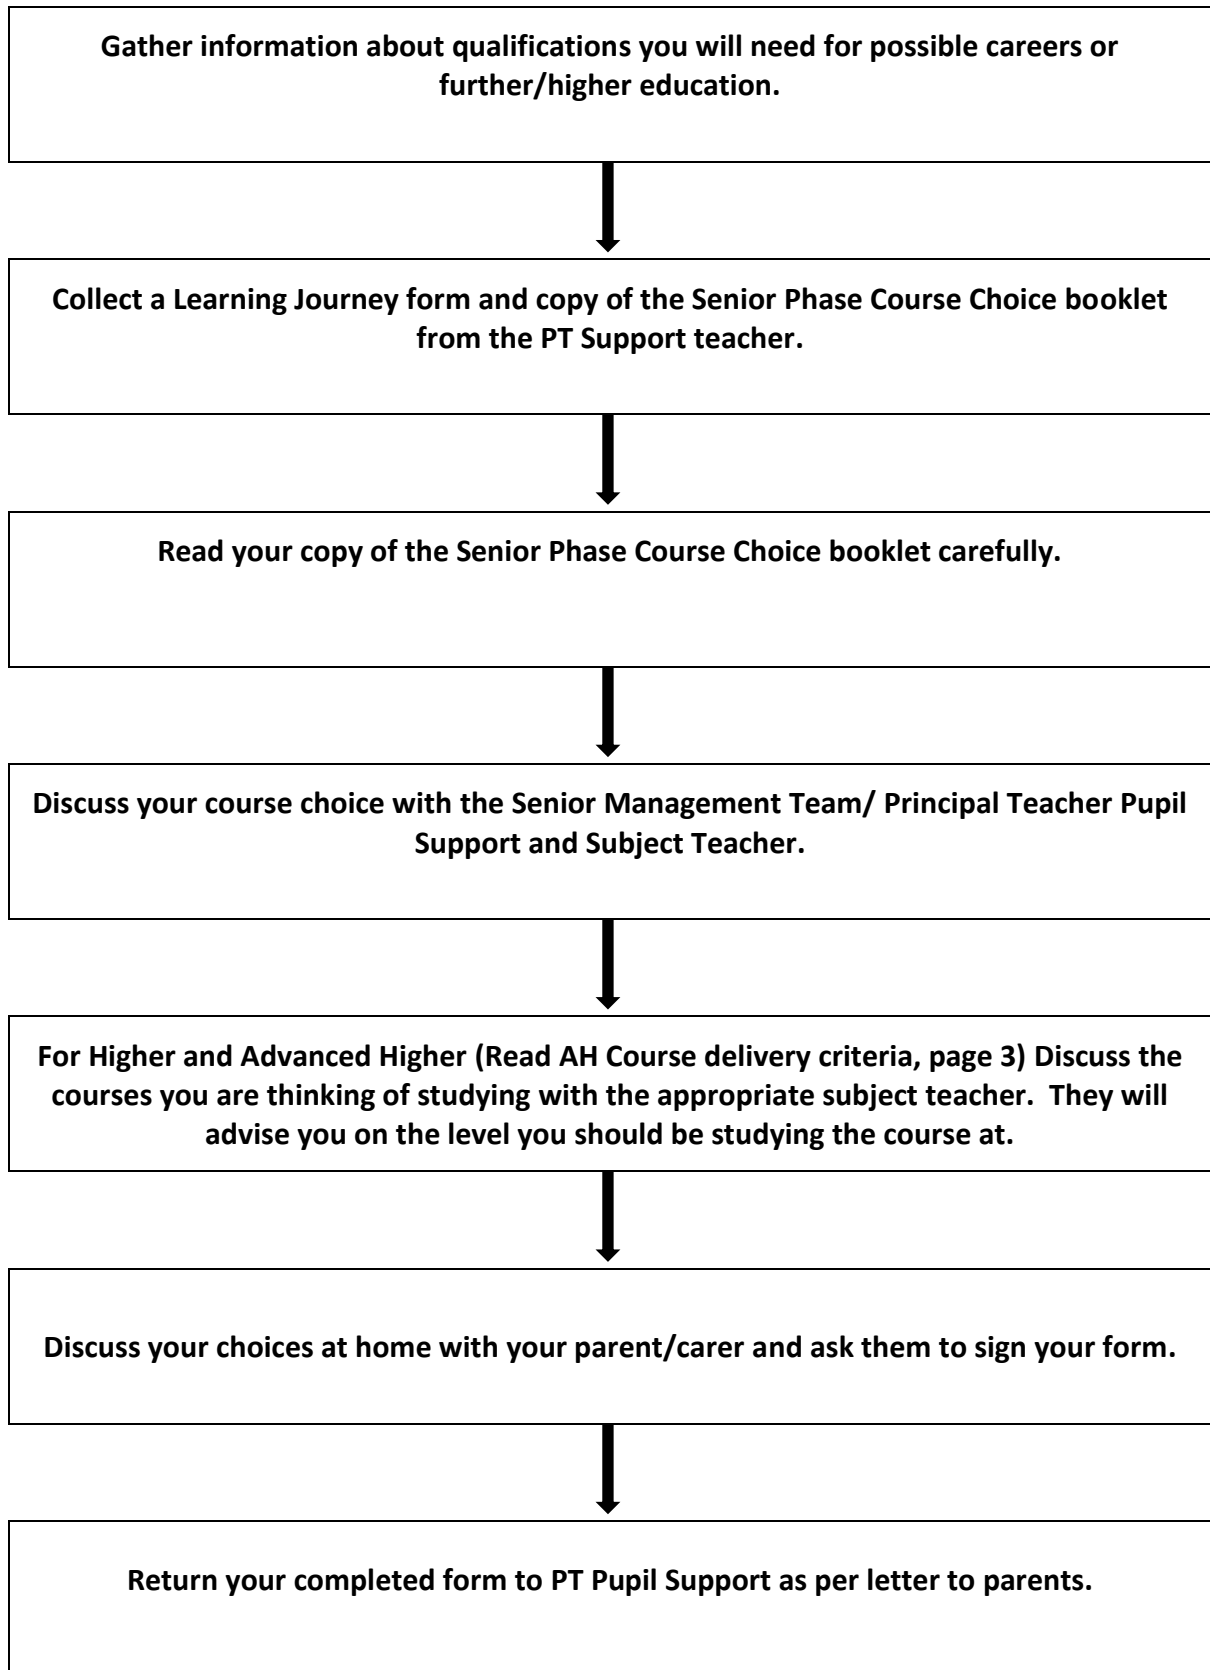 Gather information about qualifications you will need for possible careers or
further/higher education.
Collect a Learning Journey form and copy of the Senior Phase Course Choice booklet
from the PT Support teacher.
Read your copy of the Senior Phase Course Choice booklet carefully.
Discuss your course choice with the Senior Management Team/ Principal Teacher Pupil
Support and Subject Teacher.
For Higher and Advanced Higher (Read AH Course delivery criteria, page 3) Discuss the
courses you are thinking of studying with the appropriate subject teacher.  They will
advise you on the level you should be studying the course at.
Discuss your choices at home with your parent/carer and ask them to sign your form.
Return your completed form to PT Pupil Support as per letter to parents.